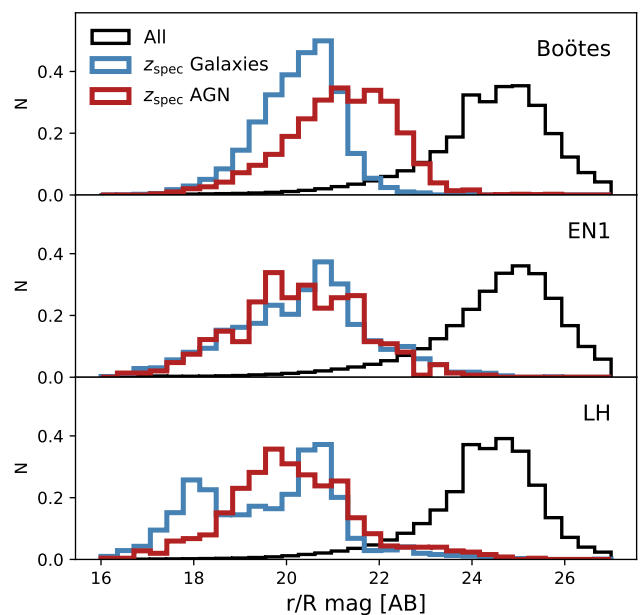 All
z_spec Galaxies
z_spec AGN
Boötes
N
0.4
0.2
0.0
EN1
N
0.4
0.2
0.0
LH
N
0.4
0.2
0.0
16 18 20 22 24 26
r/R mag [AB]